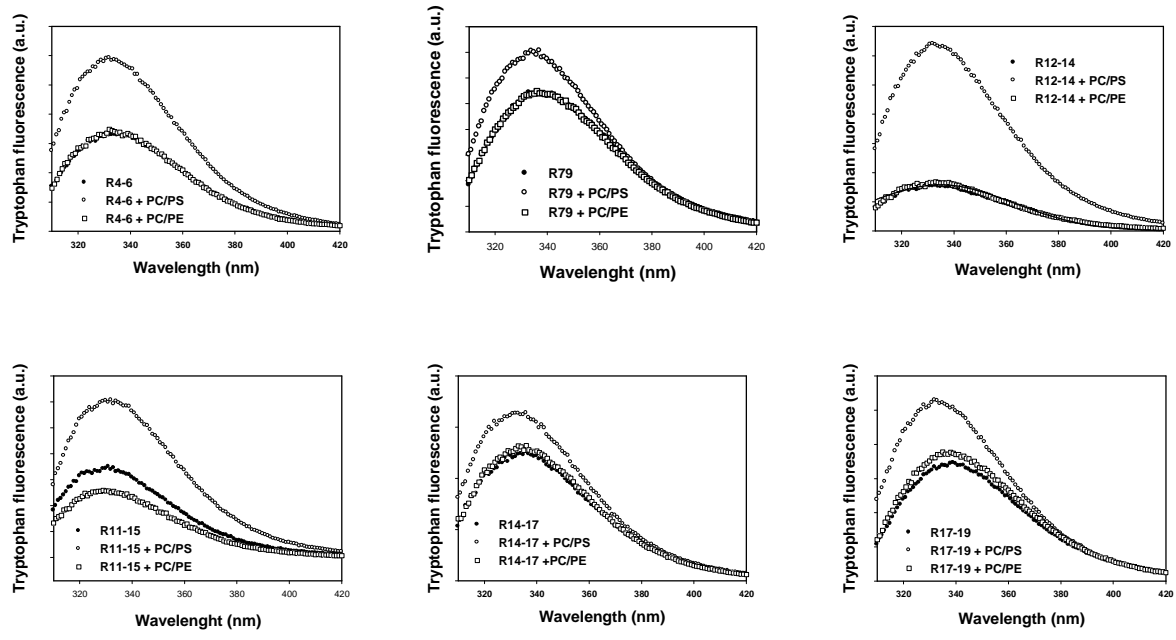 Tryptophan fluorescence (a.u.)
R4-6
R4-6 + PC/PS
R4-6 + PC/PE
320 340 360 380 400 420
Wavelength (nm)
Tryptophan fluorescence (a.u.)
R79
R79 + PC/PS
R79 + PC/PE
320 340 360 380 400 420
Wavelenght (nm)
Tryptophan fluorescence (a.u.)
R12-14
R12-14 + PC/PS
R12-14 + PC/PE
320 340 360 380 400 420
Wavelength (nm)
Tryptophan fluorescence (a.u.)
R11-15
R11-15 + PC/PS
R11-15 + PC/PE
320 340 360 380 400 420
Wavelenght (nm)
Tryptophan fluorescence (a.u.)
R14-17
R14-17 + PC/PS
R14-17 +PC/PE
320 340 360 380 400 420
Wavelength (nm)
Tryptophan fluorescence (a.u.)
R17-19
R17-19 + PC/PS
R17-19 + PC/PE
320 340 360 380 400 420
Wavelength (nm)